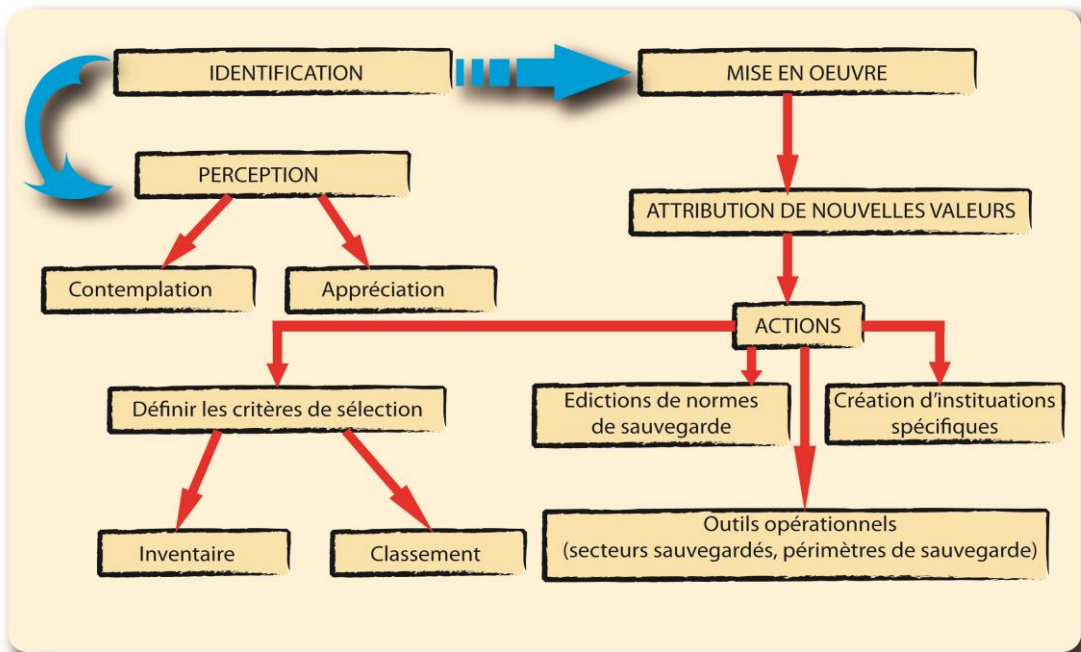 IDENTIFICATION
MISE EN OEUVRE
PERCEPTION
ATTRIBUTION DE NOUVELLES VALEURS
Contemplation
Appréciation
ACTIONS
Définir les critères de sélection
Edictions de normes
de sauvegarde
Création d'instituations
spécifiques
Inventaire
Classement
Outils opérationnels
(secteurs sauvegardés, périmètres de sauvegarde)